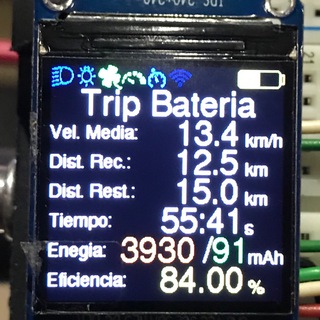 Trip Bateria
Vel. Media: 13.4 km/h
Dist. Rec.: 12.5 km
Dist. Rest.: 15.0 km
Tiempo: 55:41 s
Enegia: 3930 /91 mAh
Eficiencia: 84.00 %